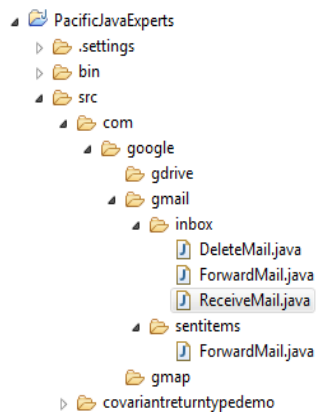 PacificJavaExperts
.settings
bin
src
com
google
gdrive
gmail
inbox
DeleteMail.java
ForwardMail.java
ReceiveMail.java
sentitems
ForwardMail.java
gmap
covariantreturntypedemo